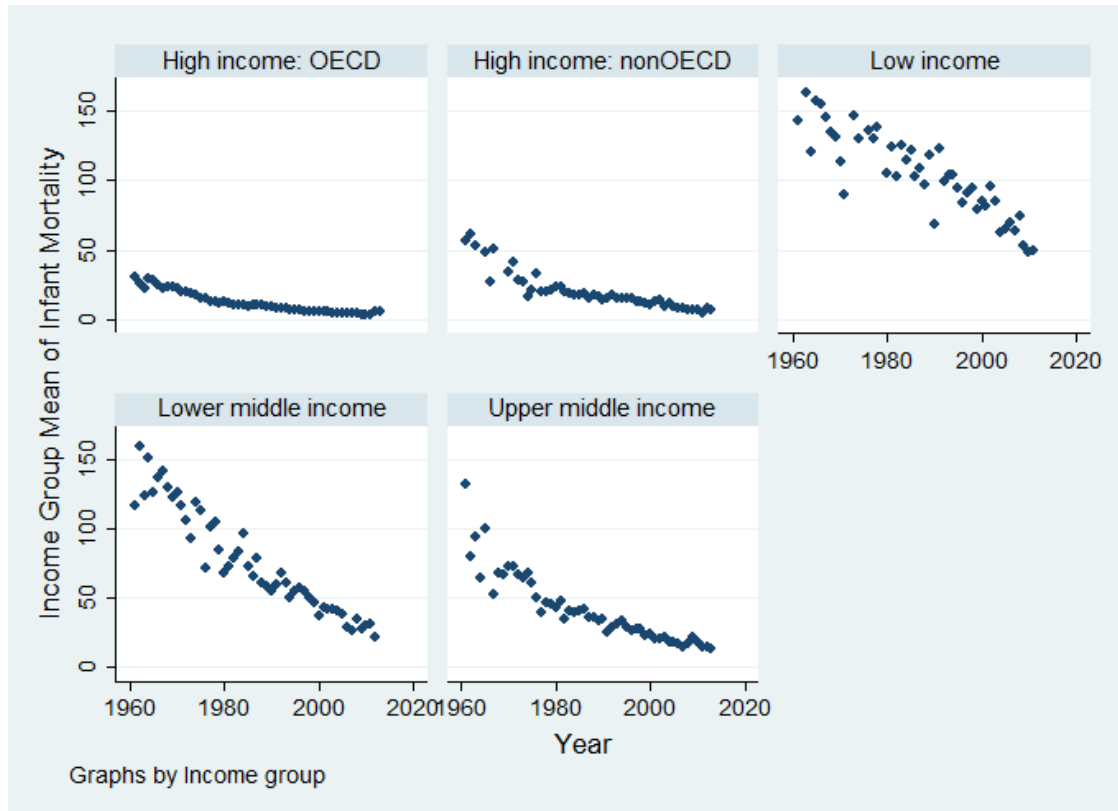 High income: OECD
High income: nonOECD
Low income
150
100
50
0
1960 1980 2000 2020
Lower middle income
Upper middle income
150
100
50
0
1960 1980 2000 2020
1960 1980 2000 2020
Income Group Mean of Infant Mortality
Year
Graphs by Income group